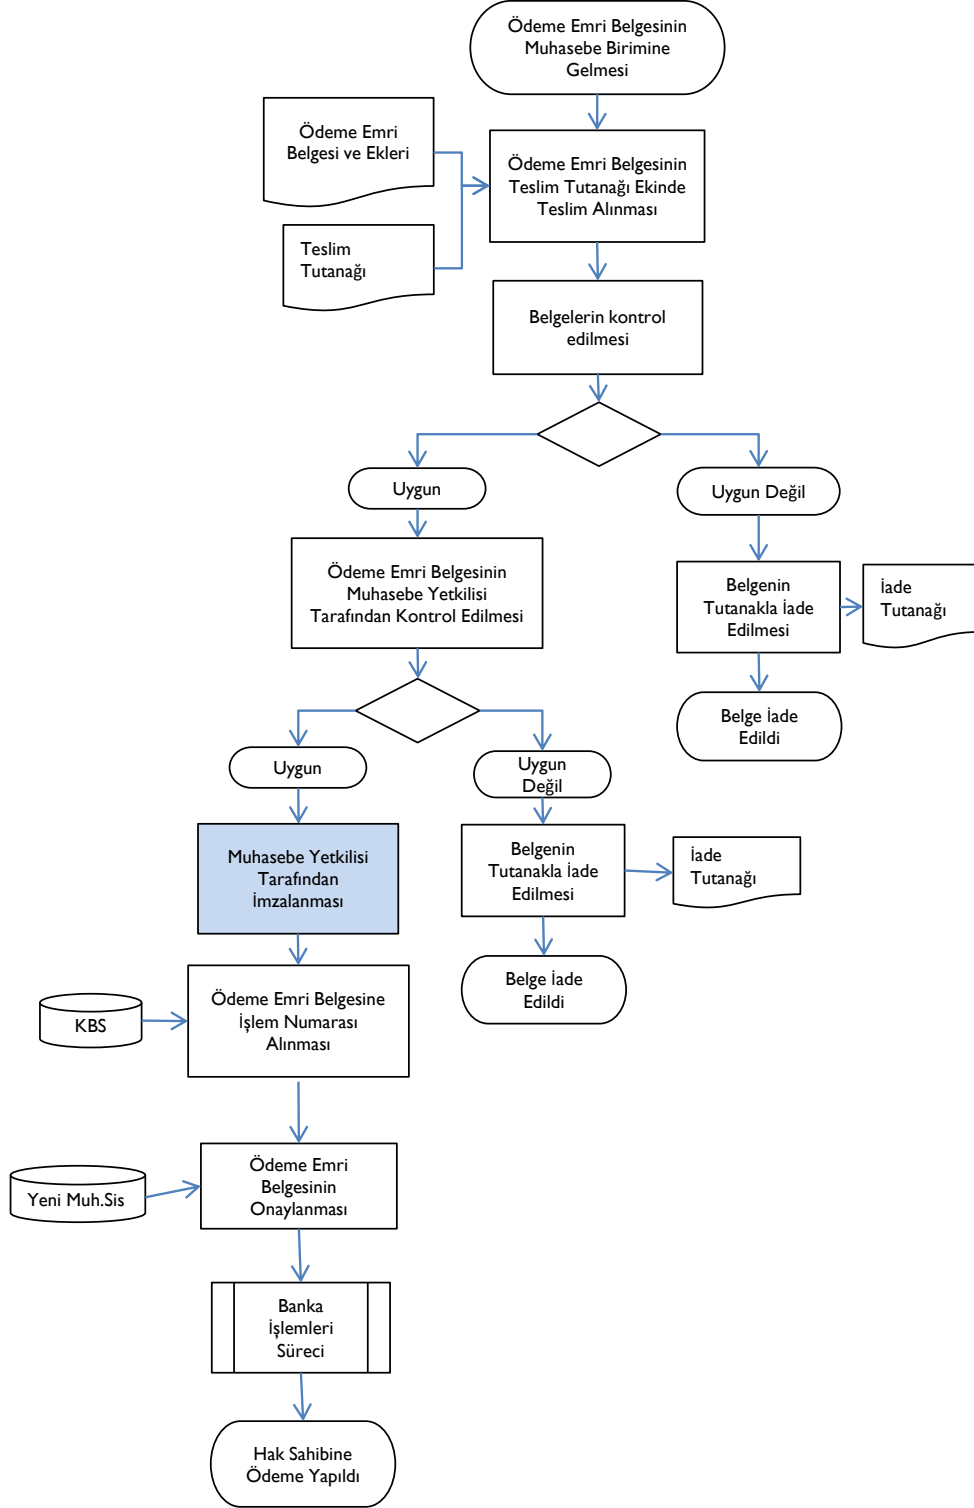 Ödeme Emri Belgesinin
Muhasebe Birimine
Gelmesi
Ödeme Emri
Belgesi ve Ekleri
Ödeme Emri Belgesinin
Teslim Tutanağı Ekinde
Teslim Alınması
Teslim
Tutanağı
Belgelerin kontrol
edilmesi
Uygun
Uygun Değil
Ödeme Emri Belgesinin
Muhasebe Yetkilisi
Tarafından Kontrol Edilmesi
Belgenin
Tutanakla İade
Edilmesi
İade
Tutanağı
Belge İade
Edildi
Uygun
Uygun
Değil
Muhasebe Yetkilisi
Tarafından
İmzalanması
Belgenin
Tutanakla İade
Edilmesi
İade
Tutanağı
Belge İade
Edildi
Ödeme Emri Belgesine
İşlem Numarası
Alınması
KBS
Ödeme Emri
Belgesinin
Onaylanması
Yeni Muh.Sis
Banka
İşlemleri
Süreci
Hak Sahibine
Ödeme Yapıldı